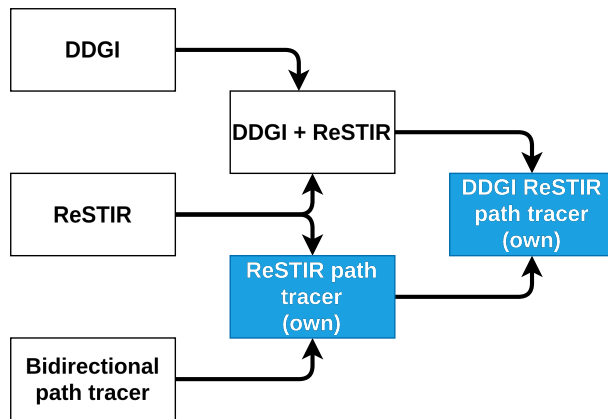 DDGI
DDGI + ReSTIR
DDGI ReSTIR
path tracer
(own)
ReSTIR
ReSTIR path
tracer
(own)
Bidirectional
path tracer